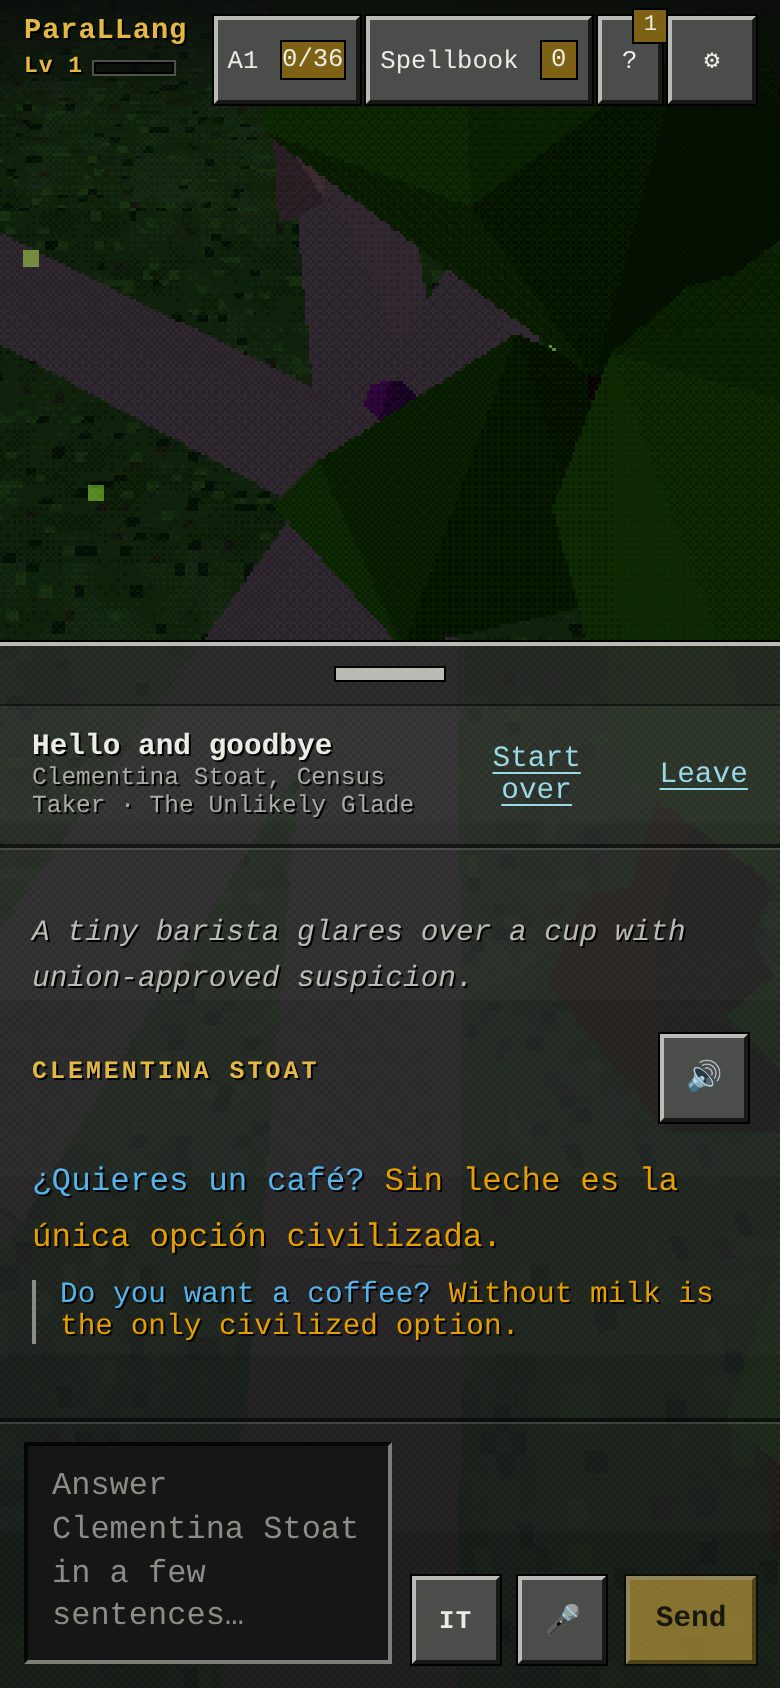 ParaLLang
Lv 1
A1 0/36
Spellbook 0
? 1
⚙
Hello and goodbye
Clementina Stoat, Census
Taker · The Unlikely Glade
Start
over
Leave
A tiny barista glares over a cup with
union-approved suspicion.
CLEMENTINA STOAT
¿Quieres un café? Sin leche es la
única opción civilizada.
Do you want a coffee? Without milk is
the only civilized option.
Answer
Clementina Stoat
in a few
sentences…
IT
Send